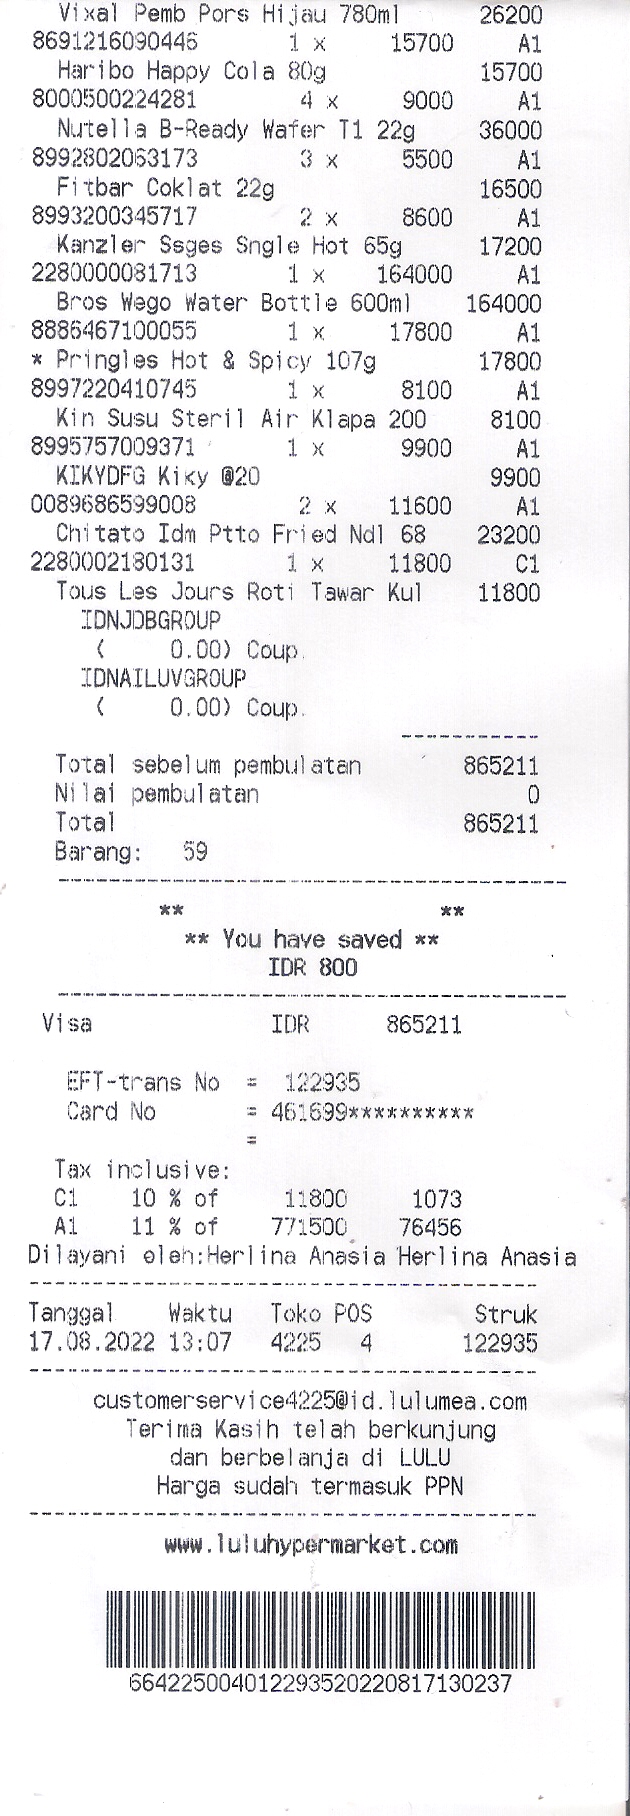 Vixal Pemb Pors Hijau 780ml 26200
8691216090446 1 x 15700 A1
Haribo Happy Cola 80g 15700
8000500224281 4 x 9000 A1
Nutella B-Ready Wafer T1 22g 36000
8992802063173 3 x 5500 A1
Fitbar Coklat 22g 16500
8993200345717 2 x 8600 A1
Kanzler Ssges Sngle Hot 65g 17200
2280000081713 1 x 164000 A1
Bros Wego Water Bottle 600ml 164000
8886467100055 1 x 17800 A1
* Pringles Hot & Spicy 107g 17800
8997220410745 1 x 8100 A1
Kin Susu Steril Air Klapa 200 8100
8995757009371 1 x 9900 A1
KIKYDFG Kiky @20 9900
0089686599008 2 x 11600 A1
Chitato Idm Ptto Fried Ndl 68 23200
2280002180131 1 x 11800 C1
Tous Les Jours Roti Tawar Kul 11800
IDNJDBGROUP
( 0.00) Coup.
IDNAILUVGROUP
( 0.00) Coup.
-----------
Total sebelum pembulatan 865211
Nilai pembulatan 0
Total 865211
Barang: 59
** **
** You have saved **
IDR 800
Visa IDR 865211
EFT-trans No = 122935
Card No = 461699**********
=
Tax inclusive:
C1 10 % of 11800 1073
A1 11 % of 771500 76456
Dilayani oleh:Herlina Anasia Herlina Anasia
Tanggal Waktu Toko POS Struk
17.08.2022 13:07 4225 4 122935
customerservice4225@id.lulumea.com
Terima Kasih telah berkunjung
dan berbelanja di LULU
Harga sudah termasuk PPN
www.luluhypermarket.com
664225004012293520220817130237